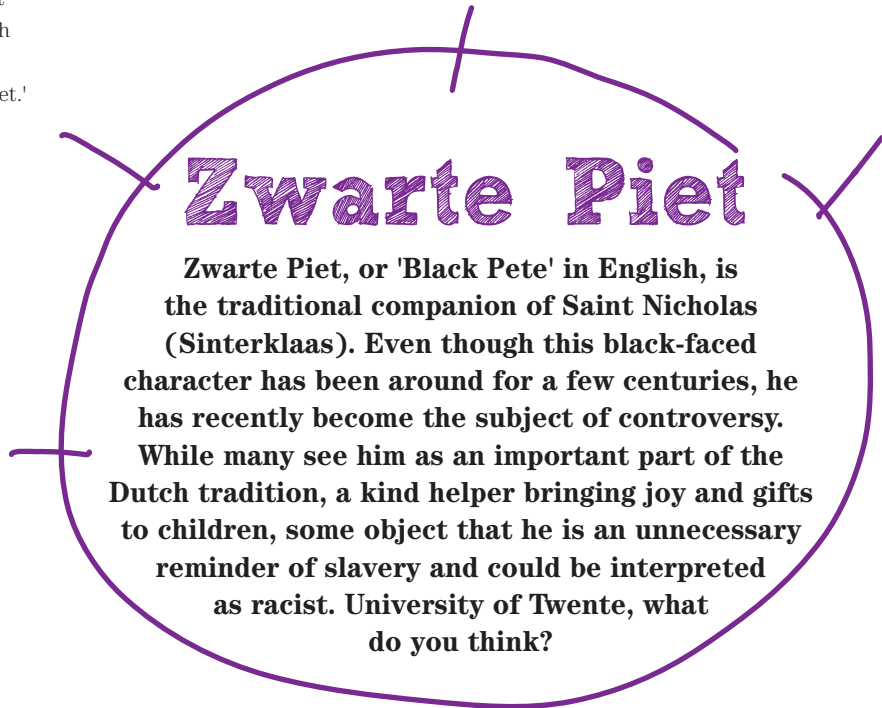 h
et.'
Zwarte Piet
Zwarte Piet, or 'Black Pete' in English, is
the traditional companion of Saint Nicholas
(Sinterklaas). Even though this black-faced
character has been around for a few centuries, he
has recently become the subject of controversy.
While many see him as an important part of the
Dutch tradition, a kind helper bringing joy and gifts
to children, some object that he is an unnecessary
reminder of slavery and could be interpreted
as racist. University of Twente, what
do you think?